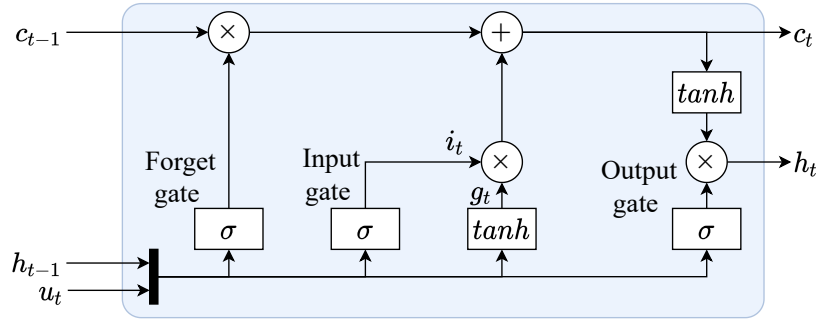 c_{t-1}
×
+
c_t
tanh
Forget
gate
Input
gate
i_t
×
Output
gate
×
h_t
g_t
σ
σ
tanh
σ
h_{t-1}
u_t